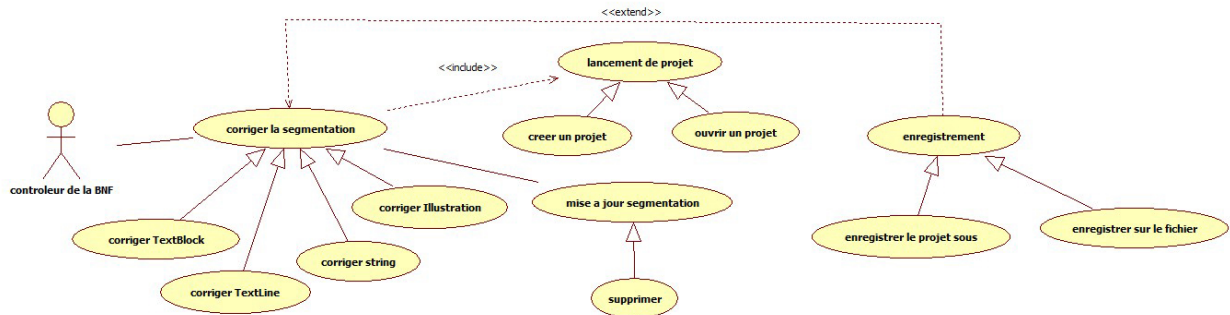 <<extend>>
lancement de projet
<<include>>
corriger la segmentation
creer un projet
ouvrir un projet
enregistrement
controleur de la BNF
corriger Illustration
mise a jour segmentation
corriger TextBlock
enregistrer le projet sous
enregistrer sur le fichier
corriger string
corriger TextLine
supprimer